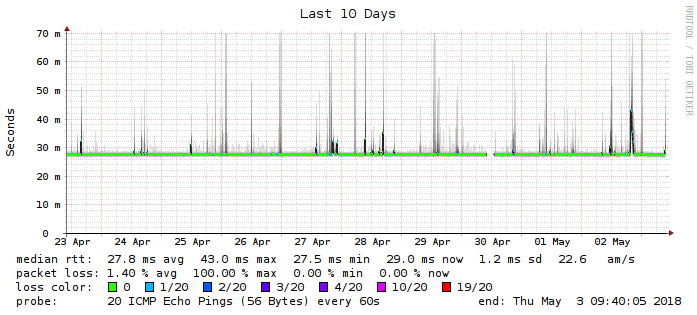 Last 10 Days
RRDTOOL / TOBI OETIKER
Seconds
70 m
60 m
50 m
40 m
30 m
20 m
10 m
0
23 Apr 24 Apr 25 Apr 26 Apr 27 Apr 28 Apr 29 Apr 30 Apr 01 May 02 May
median rtt: 27.8 ms avg 43.0 ms max 27.5 ms min 29.0 ms now 1.2 ms sd 22.6 am/s
packet loss: 1.40 % avg 100.00 % max 0.00 % min 0.00 % now
loss color: 0 1/20 2/20 3/20 4/20 10/20 19/20
probe: 20 ICMP Echo Pings (56 Bytes) every 60s end: Thu May 3 09:40:05 2018